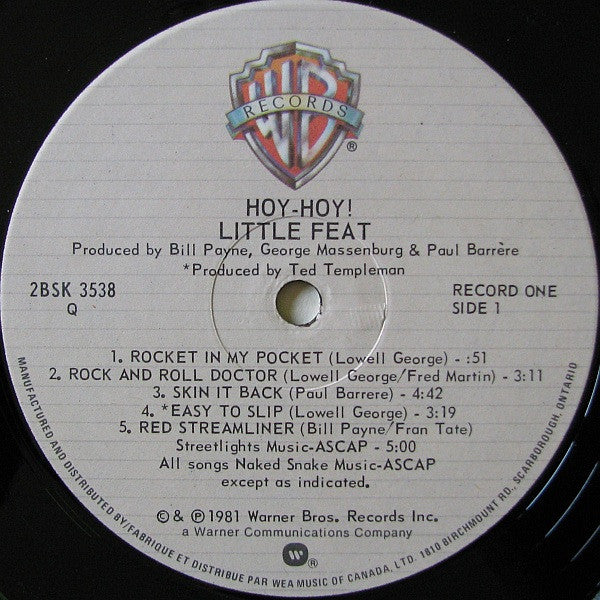 WB
RECORDS
®
HOY-HOY!
LITTLE FEAT
Produced by Bill Payne, George Massenburg & Paul Barrère
*Produced by Ted Templeman
2BSK 3538
Q
RECORD ONE
SIDE 1
1. ROCKET IN MY POCKET (Lowell George) - :51
2. ROCK AND ROLL DOCTOR (Lowell George/Fred Martin) - 3:11
3. SKIN IT BACK (Paul Barrere) - 4:42
4. *EASY TO SLIP (Lowell George) - 3:19
5. RED STREAMLINER (Bill Payne/Fran Tate)
Streetlights Music-ASCAP - 5:00
All songs Naked Snake Music-ASCAP
except as indicated.
© & ℗ 1981 Warner Bros. Records Inc.
a Warner Communications Company
W ®
MANUFACTURED AND DISTRIBUTED BY/FABRIQUE ET DISTRIBUE PAR WEA MUSIC OF CANADA, LTD. 1810 BIRCHMOUNT RD., SCARBOROUGH, ONTARIO